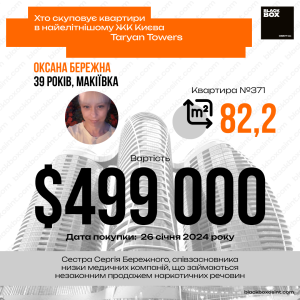 Хто скуповує квартири
в найелітнішому ЖК Києва
Taryan Towers
BLACK
BOX
ОКСАНА БЕРЕЖНА
39 РОКІВ, МАКІЇВКА
Квартира №371
m²
82,2
Вартість
$499 000
Дата покупки: 26 січня 2024 року
Сестра Сергія Бережного, співзасновника
низки медичних компаній, що займаються
незаконним продажем наркотичних речовин
blackboxosint.com